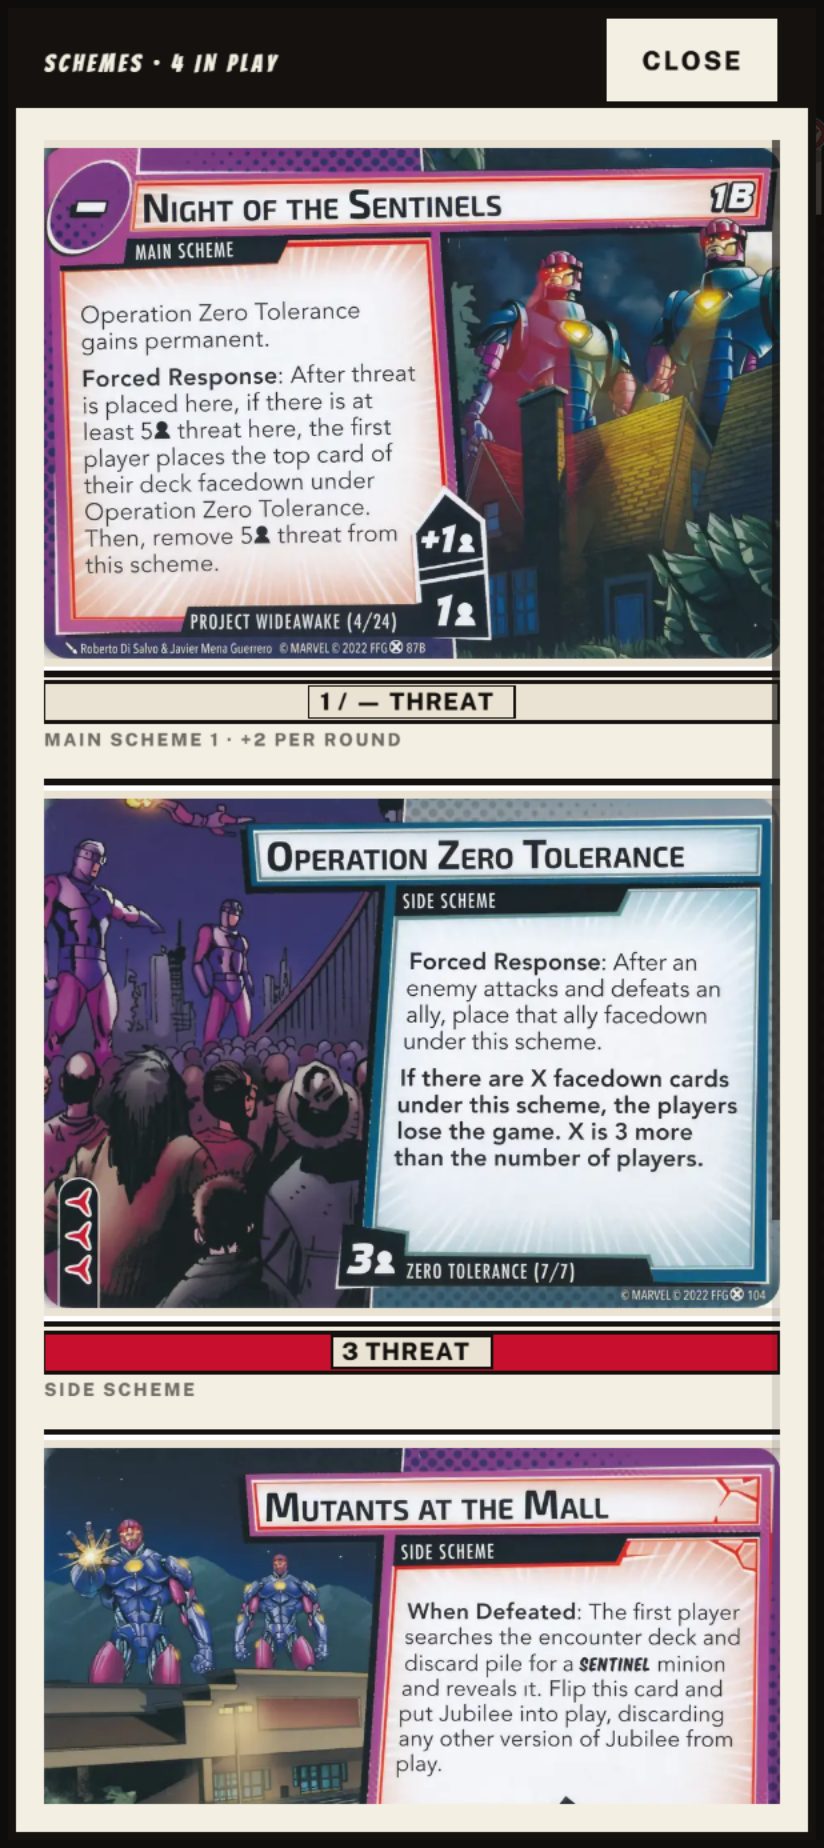 SCHEMES · 4 IN PLAY
CLOSE
NIGHT OF THE SENTINELS
1B
MAIN SCHEME
Operation Zero Tolerance
gains permanent.
Forced Response: After threat
is placed here, if there is at
least 5 threat here, the first
player places the top card of
their deck facedown under
Operation Zero Tolerance.
Then, remove 5 threat from
this scheme.
+1
1
PROJECT WIDEAWAKE (4/24)
Roberto Di Salvo & Javier Mena Guerrero © MARVEL © 2022 FFG 87B
1 / — THREAT
MAIN SCHEME 1 · +2 PER ROUND
OPERATION ZERO TOLERANCE
SIDE SCHEME
Forced Response: After an
enemy attacks and defeats an
ally, place that ally facedown
under this scheme.
If there are X facedown cards
under this scheme, the players
lose the game. X is 3 more
than the number of players.
3
ZERO TOLERANCE (7/7)
© MARVEL © 2022 FFG 104
3 THREAT
SIDE SCHEME
MUTANTS AT THE MALL
SIDE SCHEME
When Defeated: The first player
searches the encounter deck and
discard pile for a SENTINEL minion
and reveals it. Flip this card and
put Jubilee into play, discarding
any other version of Jubilee from
play.